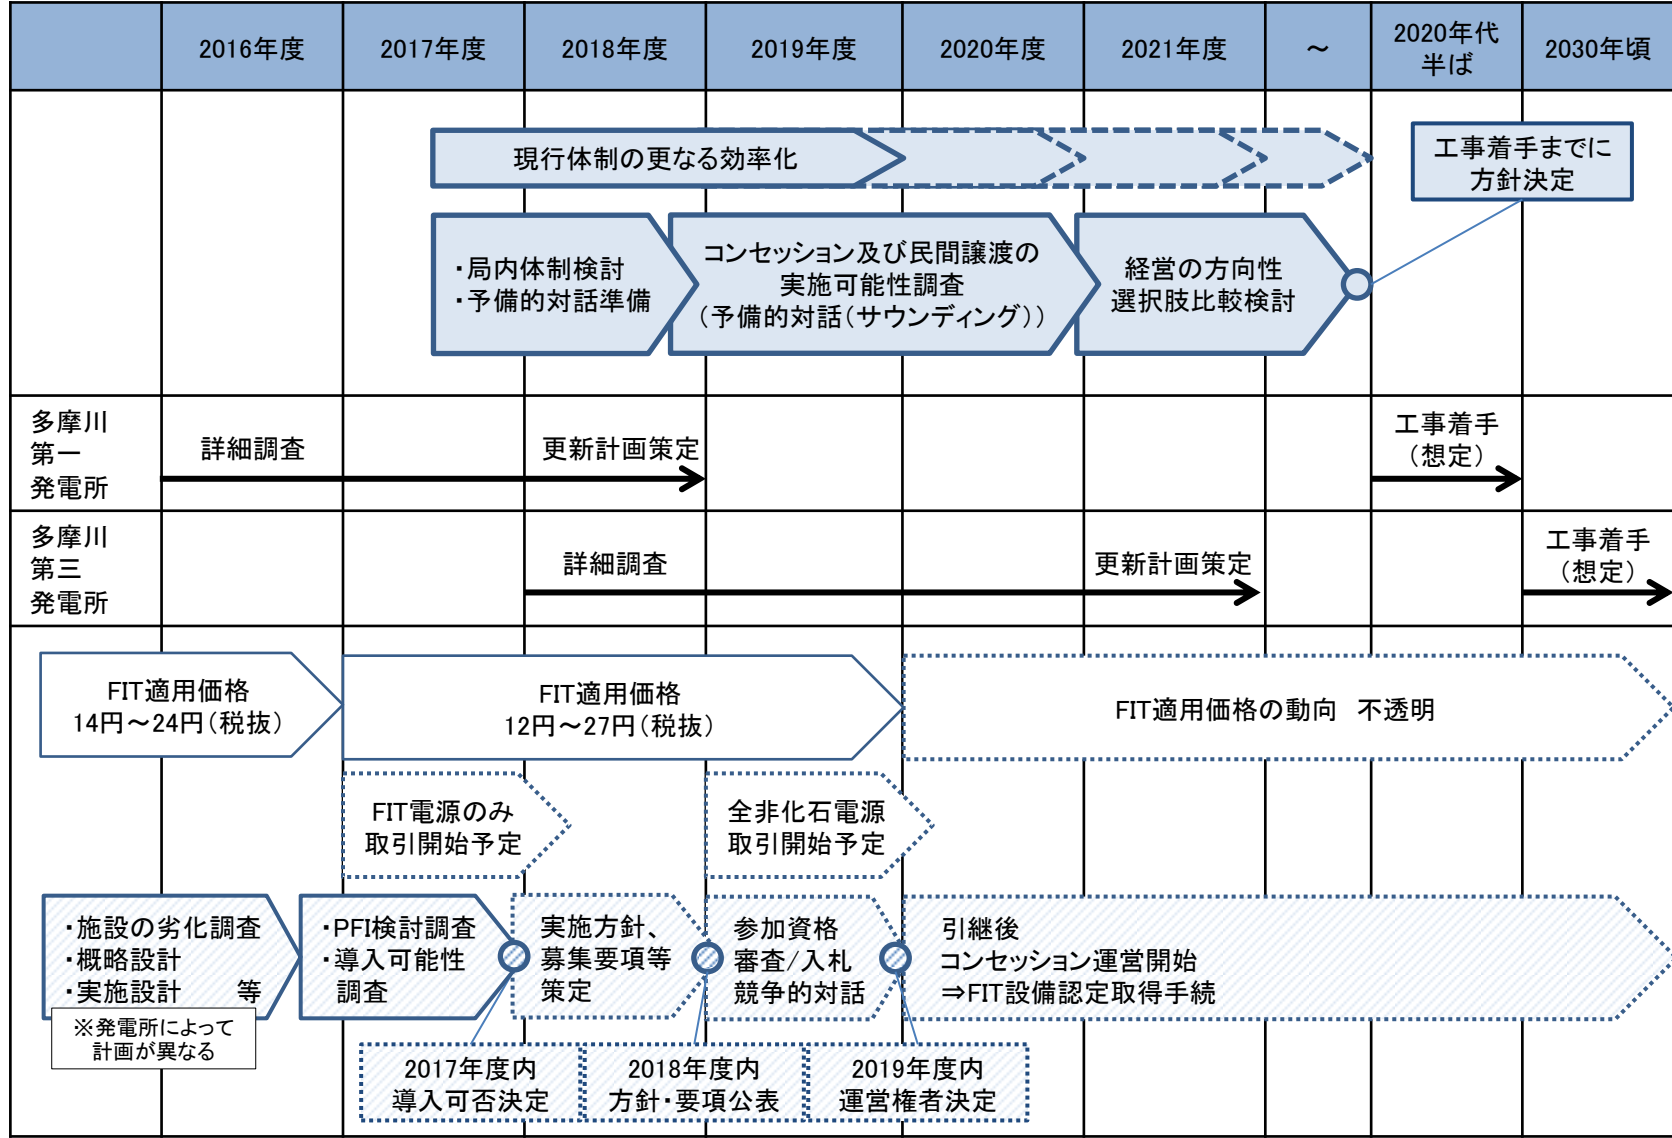 2016年度
2017年度
2018年度
2019年度
2020年度
2021年度
～
2020年代
半ば
2030年頃
現行体制の更なる効率化
工事着手までに
方針決定
・局内体制検討
・予備的対話準備
コンセッション及び民間譲渡の
実施可能性調査
（予備的対話（サウンディング））
経営の方向性
選択肢比較検討
多摩川
第一
発電所
詳細調査
更新計画策定
工事着手
（想定）
多摩川
第三
発電所
詳細調査
更新計画策定
工事着手
（想定）
FIT適用価格
14円～24円（税抜）
FIT適用価格
12円～27円（税抜）
FIT適用価格の動向　不透明
FIT電源のみ
取引開始予定
全非化石電源
取引開始予定
・施設の劣化調査
・概略設計
・実施設計　　等
※発電所によって
計画が異なる
・PFI検討調査
・導入可能性
調査
実施方針、
募集要項等
策定
参加資格
審査/入札
競争的対話
引継後
コンセッション運営開始
⇒FIT設備認定取得手続
2017年度内
導入可否決定
2018年度内
方針・要項公表
2019年度内
運営権者決定